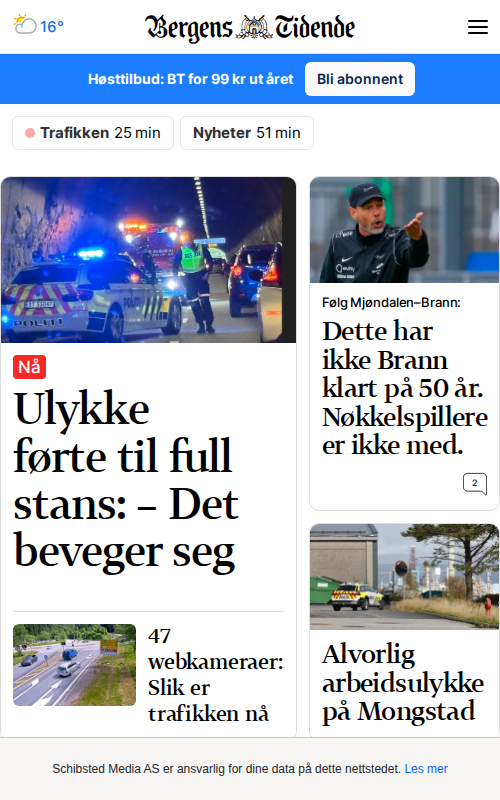 16°
Bergens Tidende
Høsttilbud: BT for 99 kr ut året
Bli abonnent
Trafikken 25 min
Nyheter 51 min
POLITI
Nå
Ulykke
førte til full
stans: – Det
beveger seg
47
webkameraer:
Slik er
trafikken nå
Følg Mjøndalen–Brann:
Dette har
ikke Brann
klart på 50 år.
Nøkkelspillere
er ikke med.
2
Alvorlig
arbeidsulykke
på Mongstad
Schibsted Media AS er ansvarlig for dine data på dette nettstedet. Les mer